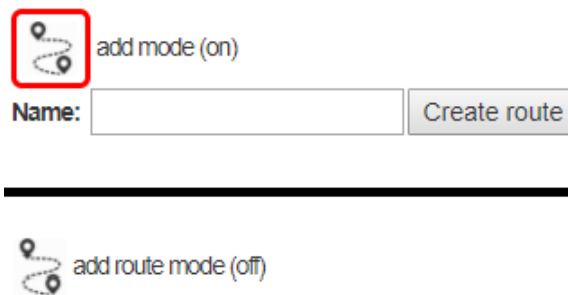 add mode (on)
Name: Create route
add route mode (off)